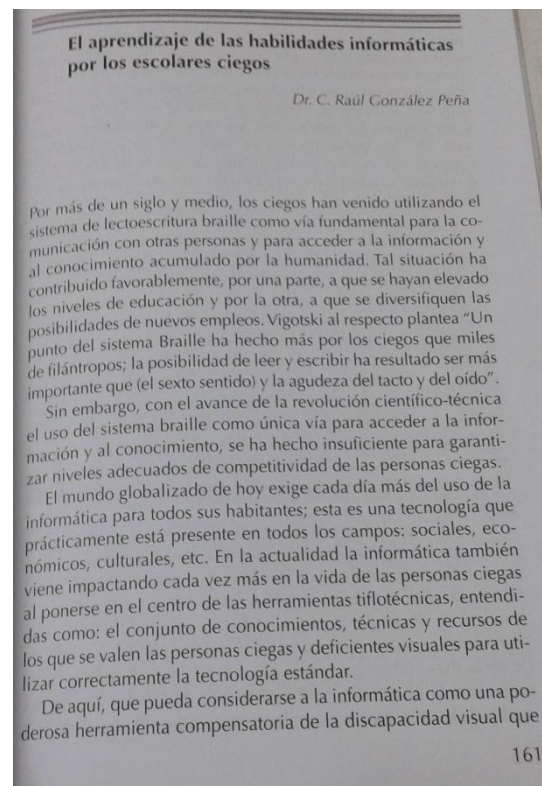 El aprendizaje de las habilidades informáticas
por los escolares ciegos
Dr. C. Raúl González Peña
Por más de un siglo y medio, los ciegos han venido utilizando el
sistema de lectoescritura braille como vía fundamental para la co-
municación con otras personas y para acceder a la información y
al conocimiento acumulado por la humanidad. Tal situación ha
contribuido favorablemente, por una parte, a que se hayan elevado
los niveles de educación y por la otra, a que se diversifiquen las
posibilidades de nuevos empleos. Vigotski al respecto plantea “Un
punto del sistema Braille ha hecho más por los ciegos que miles
de filántropos; la posibilidad de leer y escribir ha resultado ser más
importante que (el sexto sentido) y la agudeza del tacto y del oído”.
Sin embargo, con el avance de la revolución científico-técnica
el uso del sistema braille como única vía para acceder a la infor-
mación y al conocimiento, se ha hecho insuficiente para garanti-
zar niveles adecuados de competitividad de las personas ciegas.
El mundo globalizado de hoy exige cada día más del uso de la
informática para todos sus habitantes; esta es una tecnología que
prácticamente está presente en todos los campos: sociales, eco-
nómicos, culturales, etc. En la actualidad la informática también
viene impactando cada vez más en la vida de las personas ciegas
al ponerse en el centro de las herramientas tiflotécnicas, entendi-
das como: el conjunto de conocimientos, técnicas y recursos de
los que se valen las personas ciegas y deficientes visuales para uti-
lizar correctamente la tecnología estándar.
De aquí, que pueda considerarse a la informática como una po-
derosa herramienta compensatoria de la discapacidad visual que
161